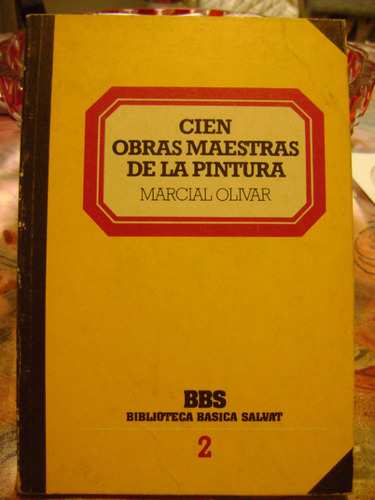 CIEN
OBRAS MAESTRAS
DE LA PINTURA
MARCIAL OLIVAR
BBS
BIBLIOTECA BASICA SALVAT
2